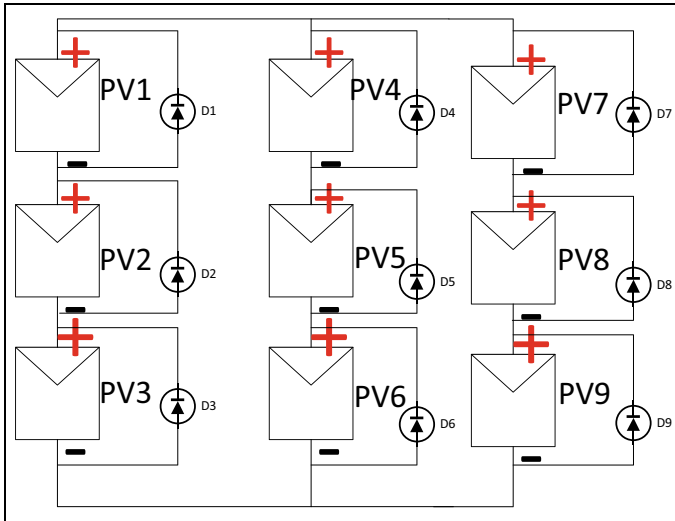 + + +
PV1 D1 PV4 D4 PV7 D7
- - -
+ + +
PV2 D2 PV5 D5 PV8 D8
- - -
+ + +
PV3 D3 PV6 D6 PV9 D9
- - -